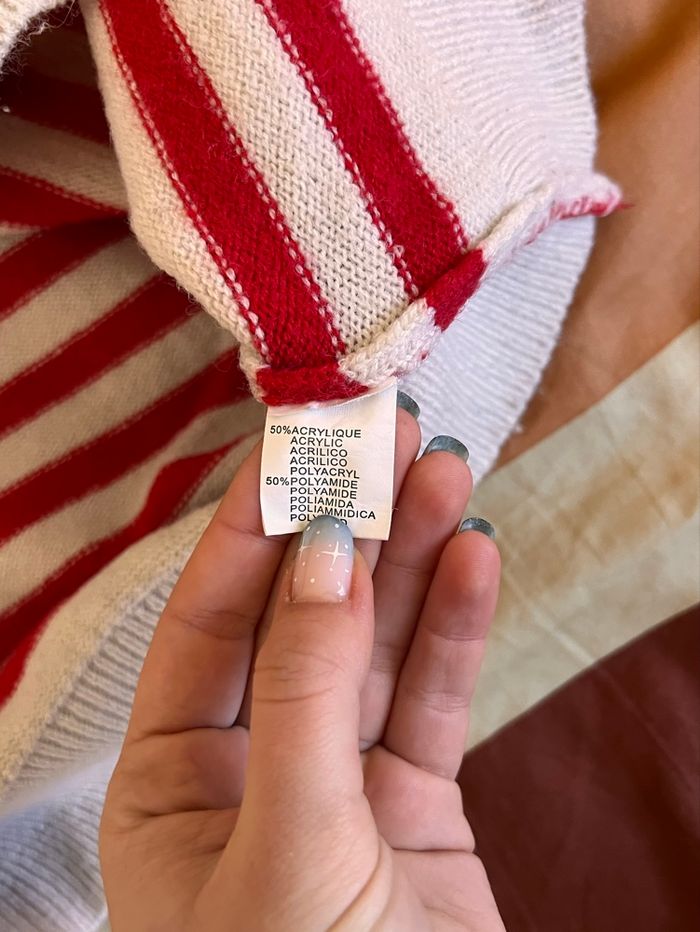 50%ACRYLIQUE
ACRYLIC
ACRILICO
ACRILICO
POLYACRYL
50%POLYAMIDE
POLYAMIDE
POLIAMIDA
POLIAMMIDICA